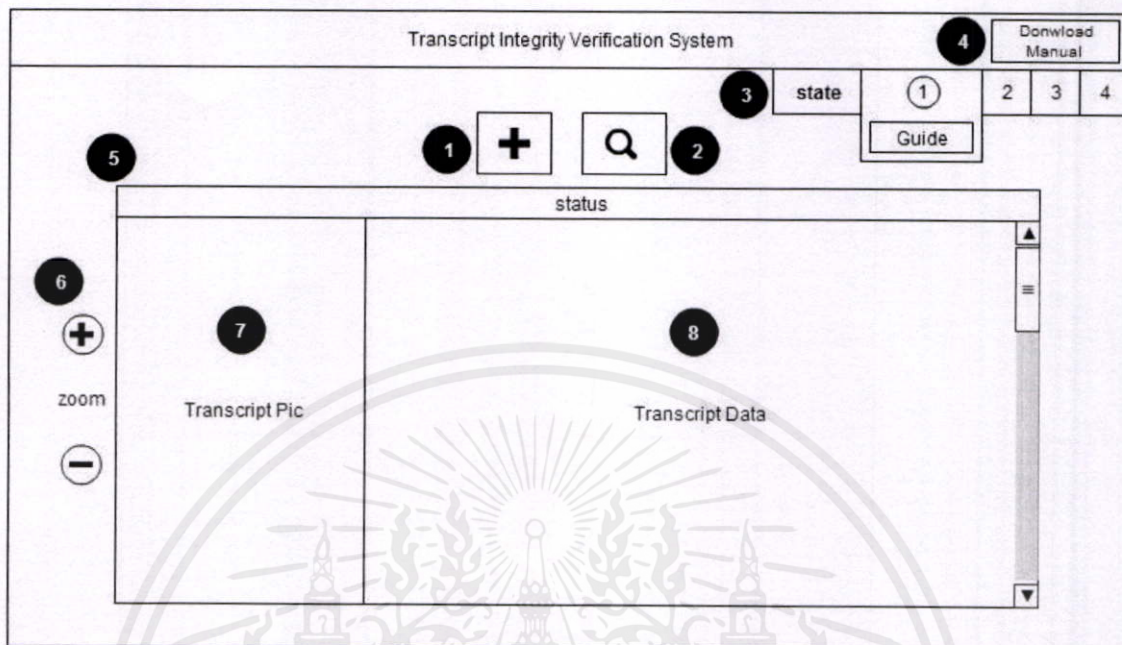 Transcript Integrity Verification System
4
Donwload
Manual
3
state
1
2
3
4
Guide
1
2
5
status
6
zoom
7
Transcript Pic
8
Transcript Data